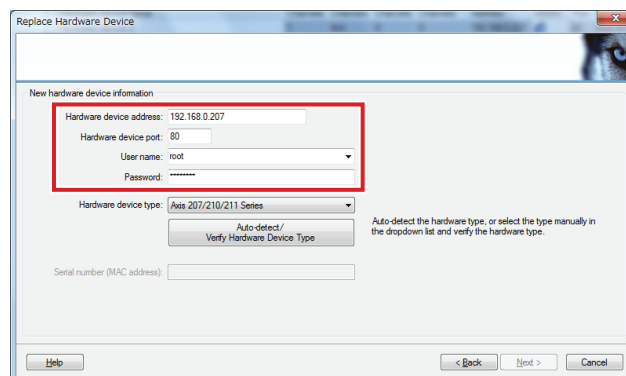 Replace Hardware Device
New hardware device information
Hardware device address: 192.168.0.207
Hardware device port: 80
User name: root
Password: ••••••••
Hardware device type: Axis 207/210/211 Series
Auto-detect/
Verify Hardware Device Type
Auto-detect the hardware type, or select the type manually in
the dropdown list and verify the hardware type.
Serial number (MAC address):
Help
< Back
Next >
Cancel